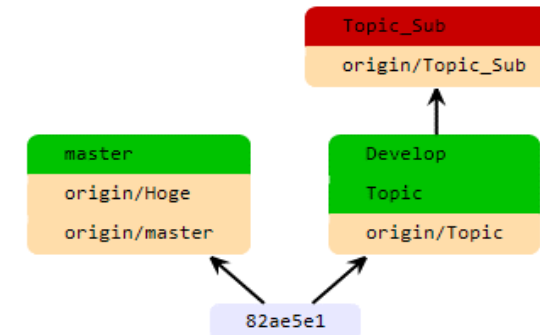 Topic_Sub
origin/Topic_Sub
master
origin/Hoge
origin/master
Develop
Topic
origin/Topic
82ae5e1